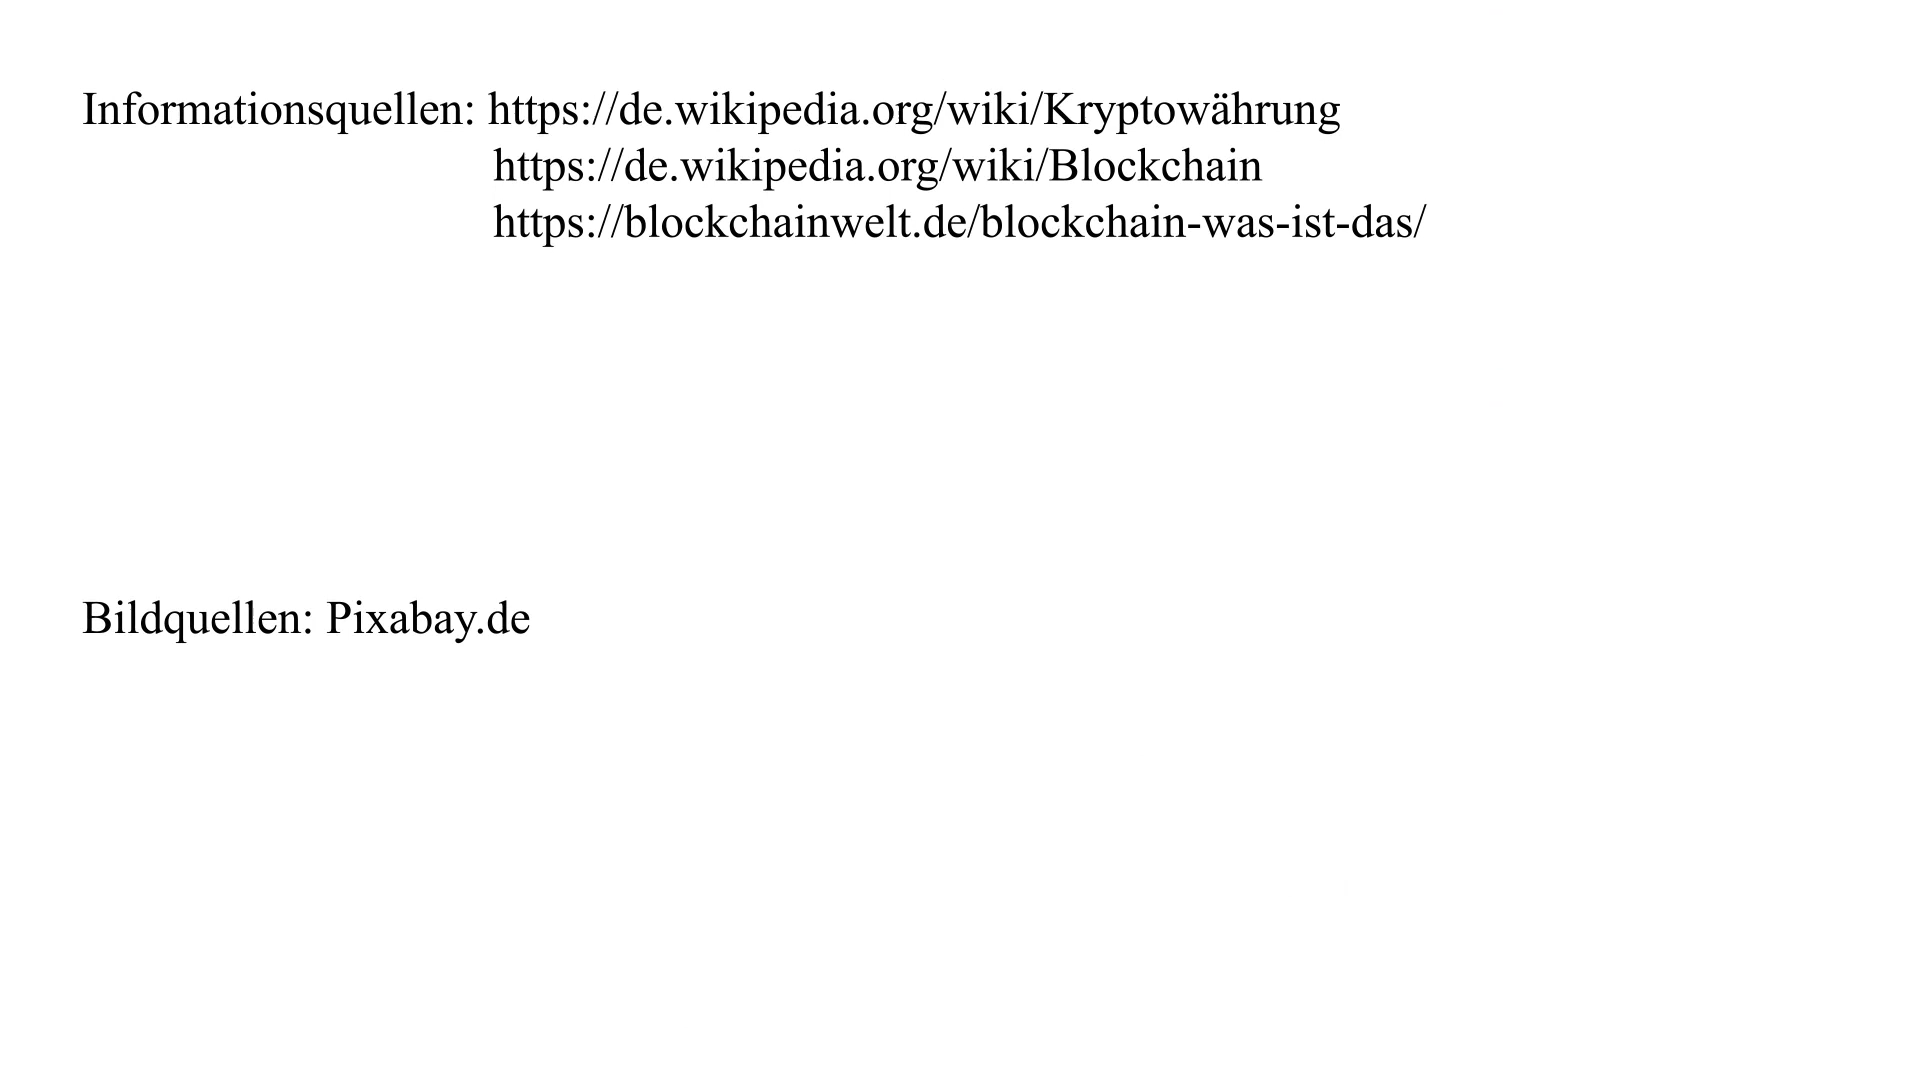 Informationsquellen: https://de.wikipedia.org/wiki/Kryptowährung
https://de.wikipedia.org/wiki/Blockchain
https://blockchainwelt.de/blockchain-was-ist-das/
Bildquellen: Pixabay.de